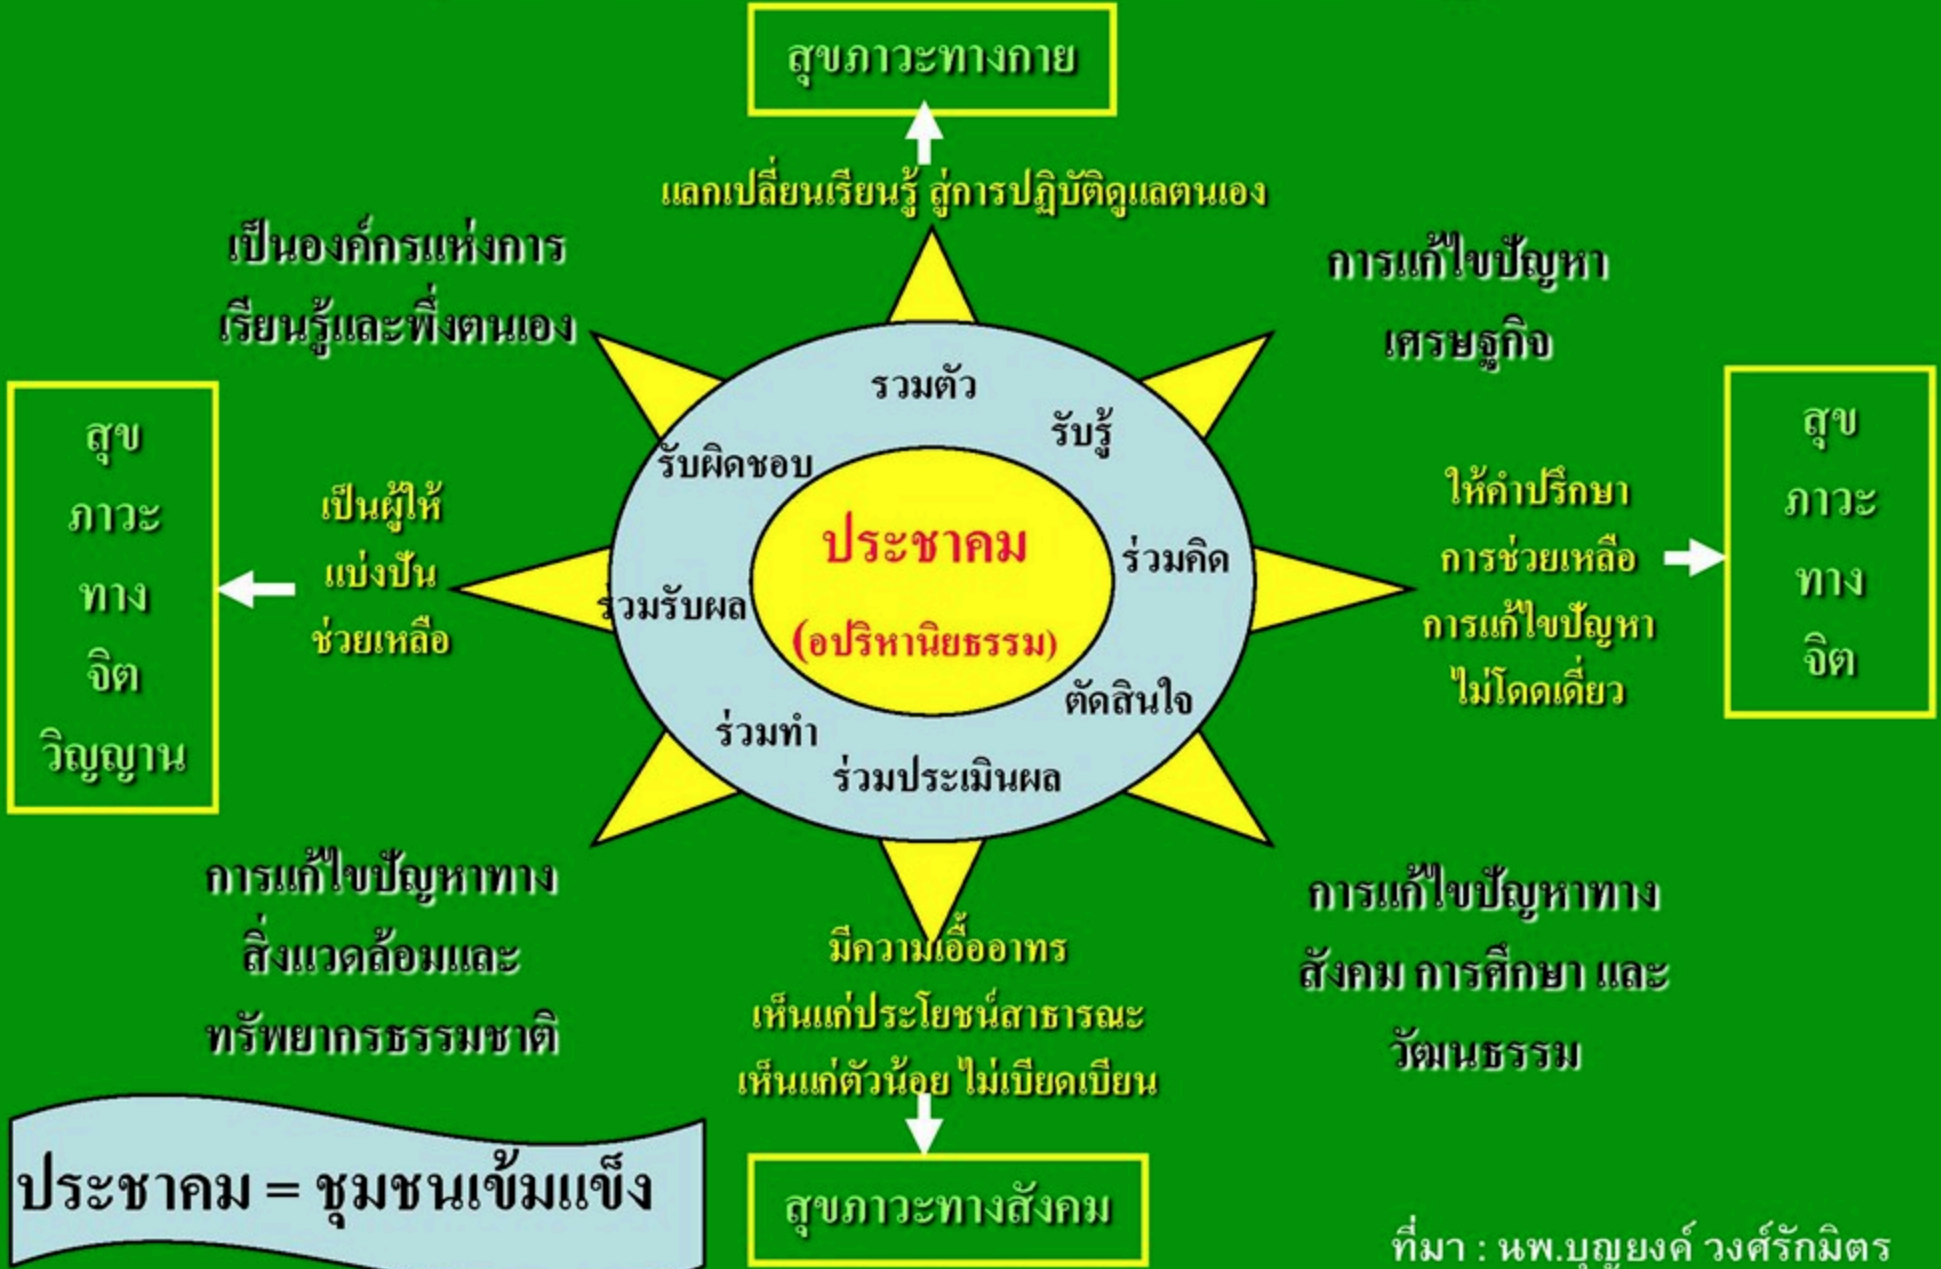 สุขภาวะทางกาย
แลกเปลี่ยนเรียนรู้ สู่การปฏิบัติดูแลตนเอง
เป็นองค์กรแห่งการ
เรียนรู้และพึ่งตนเอง
การแก้ไขปัญหา
เศรษฐกิจ
สุข
ภาวะ
ทาง
จิต
วิญญาน
เป็นผู้ให้
แบ่งปัน
ช่วยเหลือ
รวมตัว
รับรู้
รับผิดชอบ
ร่วมคิด
ร่วมรับผล
ตัดสินใจ
ร่วมทำ
ร่วมประเมินผล
ประชาคม
(อปริหานิยธรรม)
ให้คำปรึกษา
การช่วยเหลือ
การแก้ไขปัญหา
ไม่โดดเดี่ยว
สุข
ภาวะ
ทาง
จิต
การแก้ไขปัญหาทาง
สิ่งแวดล้อมและ
ทรัพยากรธรรมชาติ
มีความเอื้ออาทร
เห็นแก่ประโยชน์สาธารณะ
เห็นแก่ตัวน้อย ไม่เบียดเบียน
การแก้ไขปัญหาทาง
สังคม การศึกษา และ
วัฒนธรรม
ประชาคม = ชุมชนเข้มแข็ง
สุขภาวะทางสังคม
ที่มา : นพ.บุญยงค์ วงศ์รักมิตร